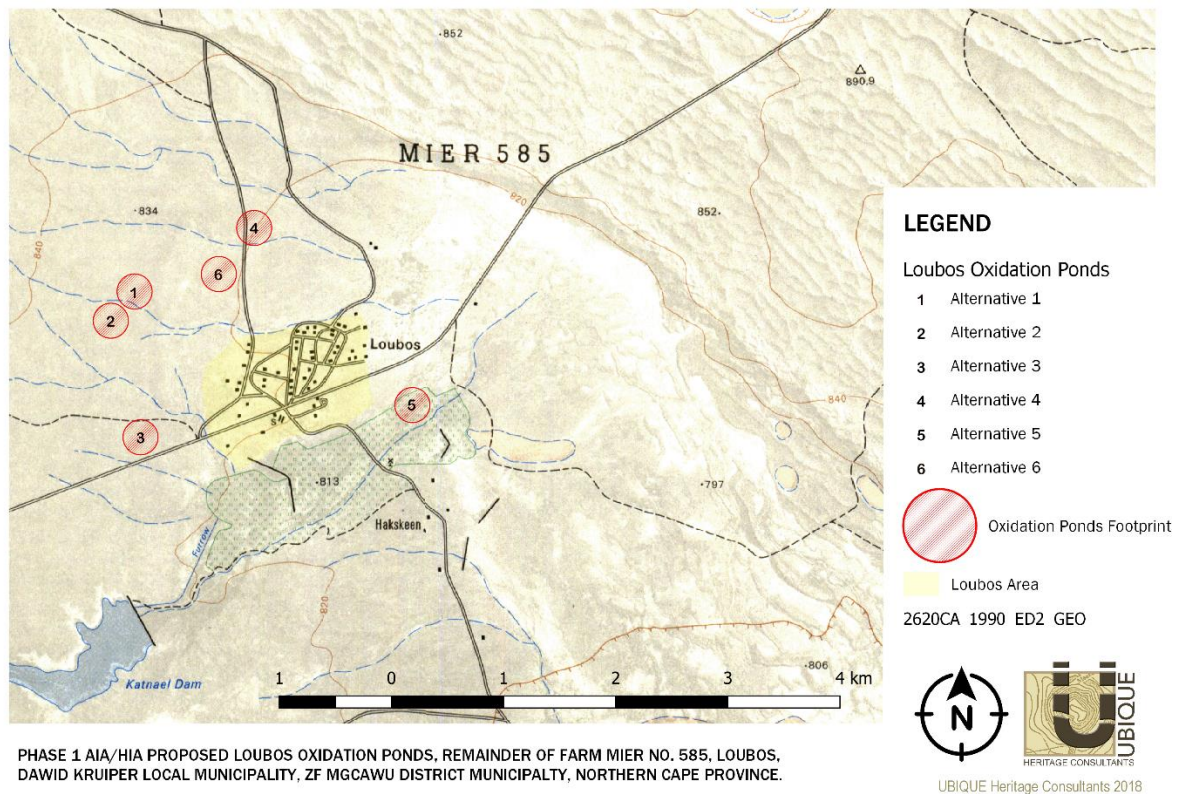 852
890,9
MIER 585
820
834
852
840
4
6
1
2
Loubos
840
5
3
S
813
797
Hakskeen
Furrow
820
806
Katnael Dam
1 0 1 2 3 4 km
LEGEND
Loubos Oxidation Ponds
1 Alternative 1
2 Alternative 2
3 Alternative 3
4 Alternative 4
5 Alternative 5
6 Alternative 6
Oxidation Ponds Footprint
Loubos Area
2620CA 1990 ED2 GEO
N
Ü
UBIQUE
HERITAGE CONSULTANTS
UBIQUE Heritage Consultants 2018
PHASE 1 AIA/HIA PROPOSED LOUBOS OXIDATION PONDS, REMAINDER OF FARM MIER NO. 585, LOUBOS,
DAWID KRUIPER LOCAL MUNICIPALITY, ZF MGCAWU DISTRICT MUNICIPALTY, NORTHERN CAPE PROVINCE.